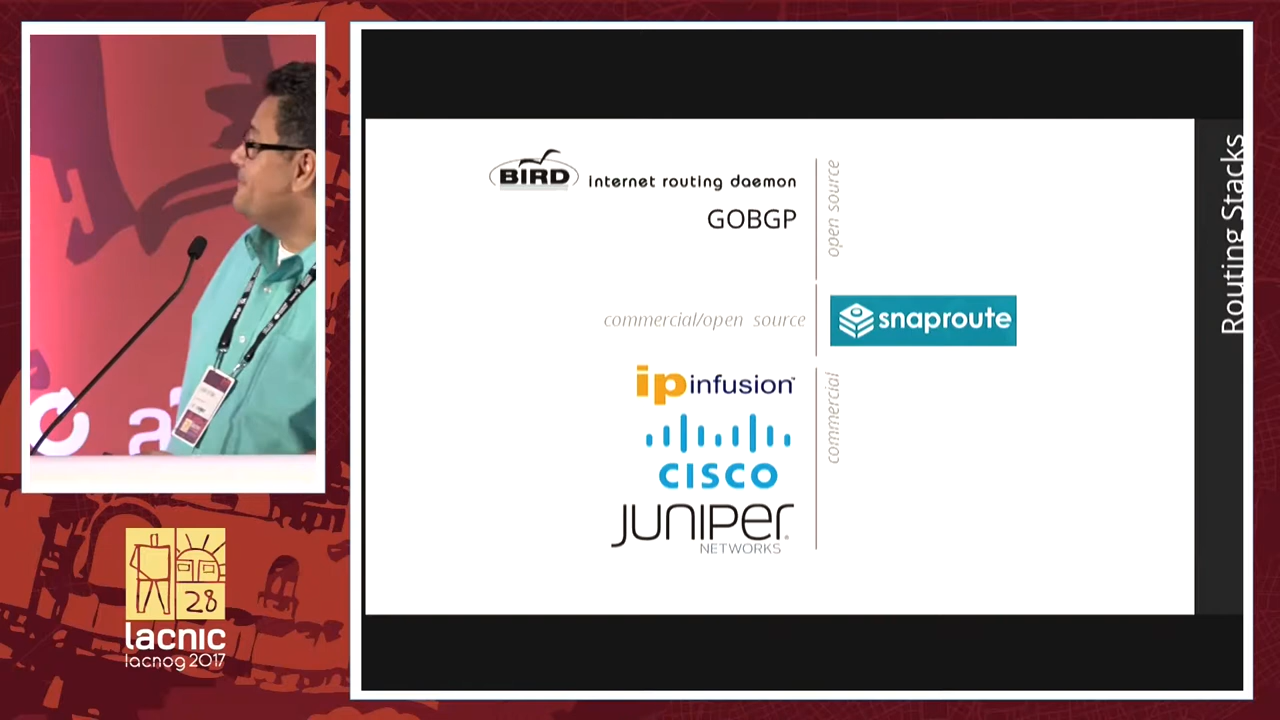 BIRD Internet routing daemon
GOBGP
open source
commercial/open source
snaproute
ipinfusion
commercial
CISCO
JUNIPER
NETWORKS
Routing Stacks
28
lacnic
lacnog 2017